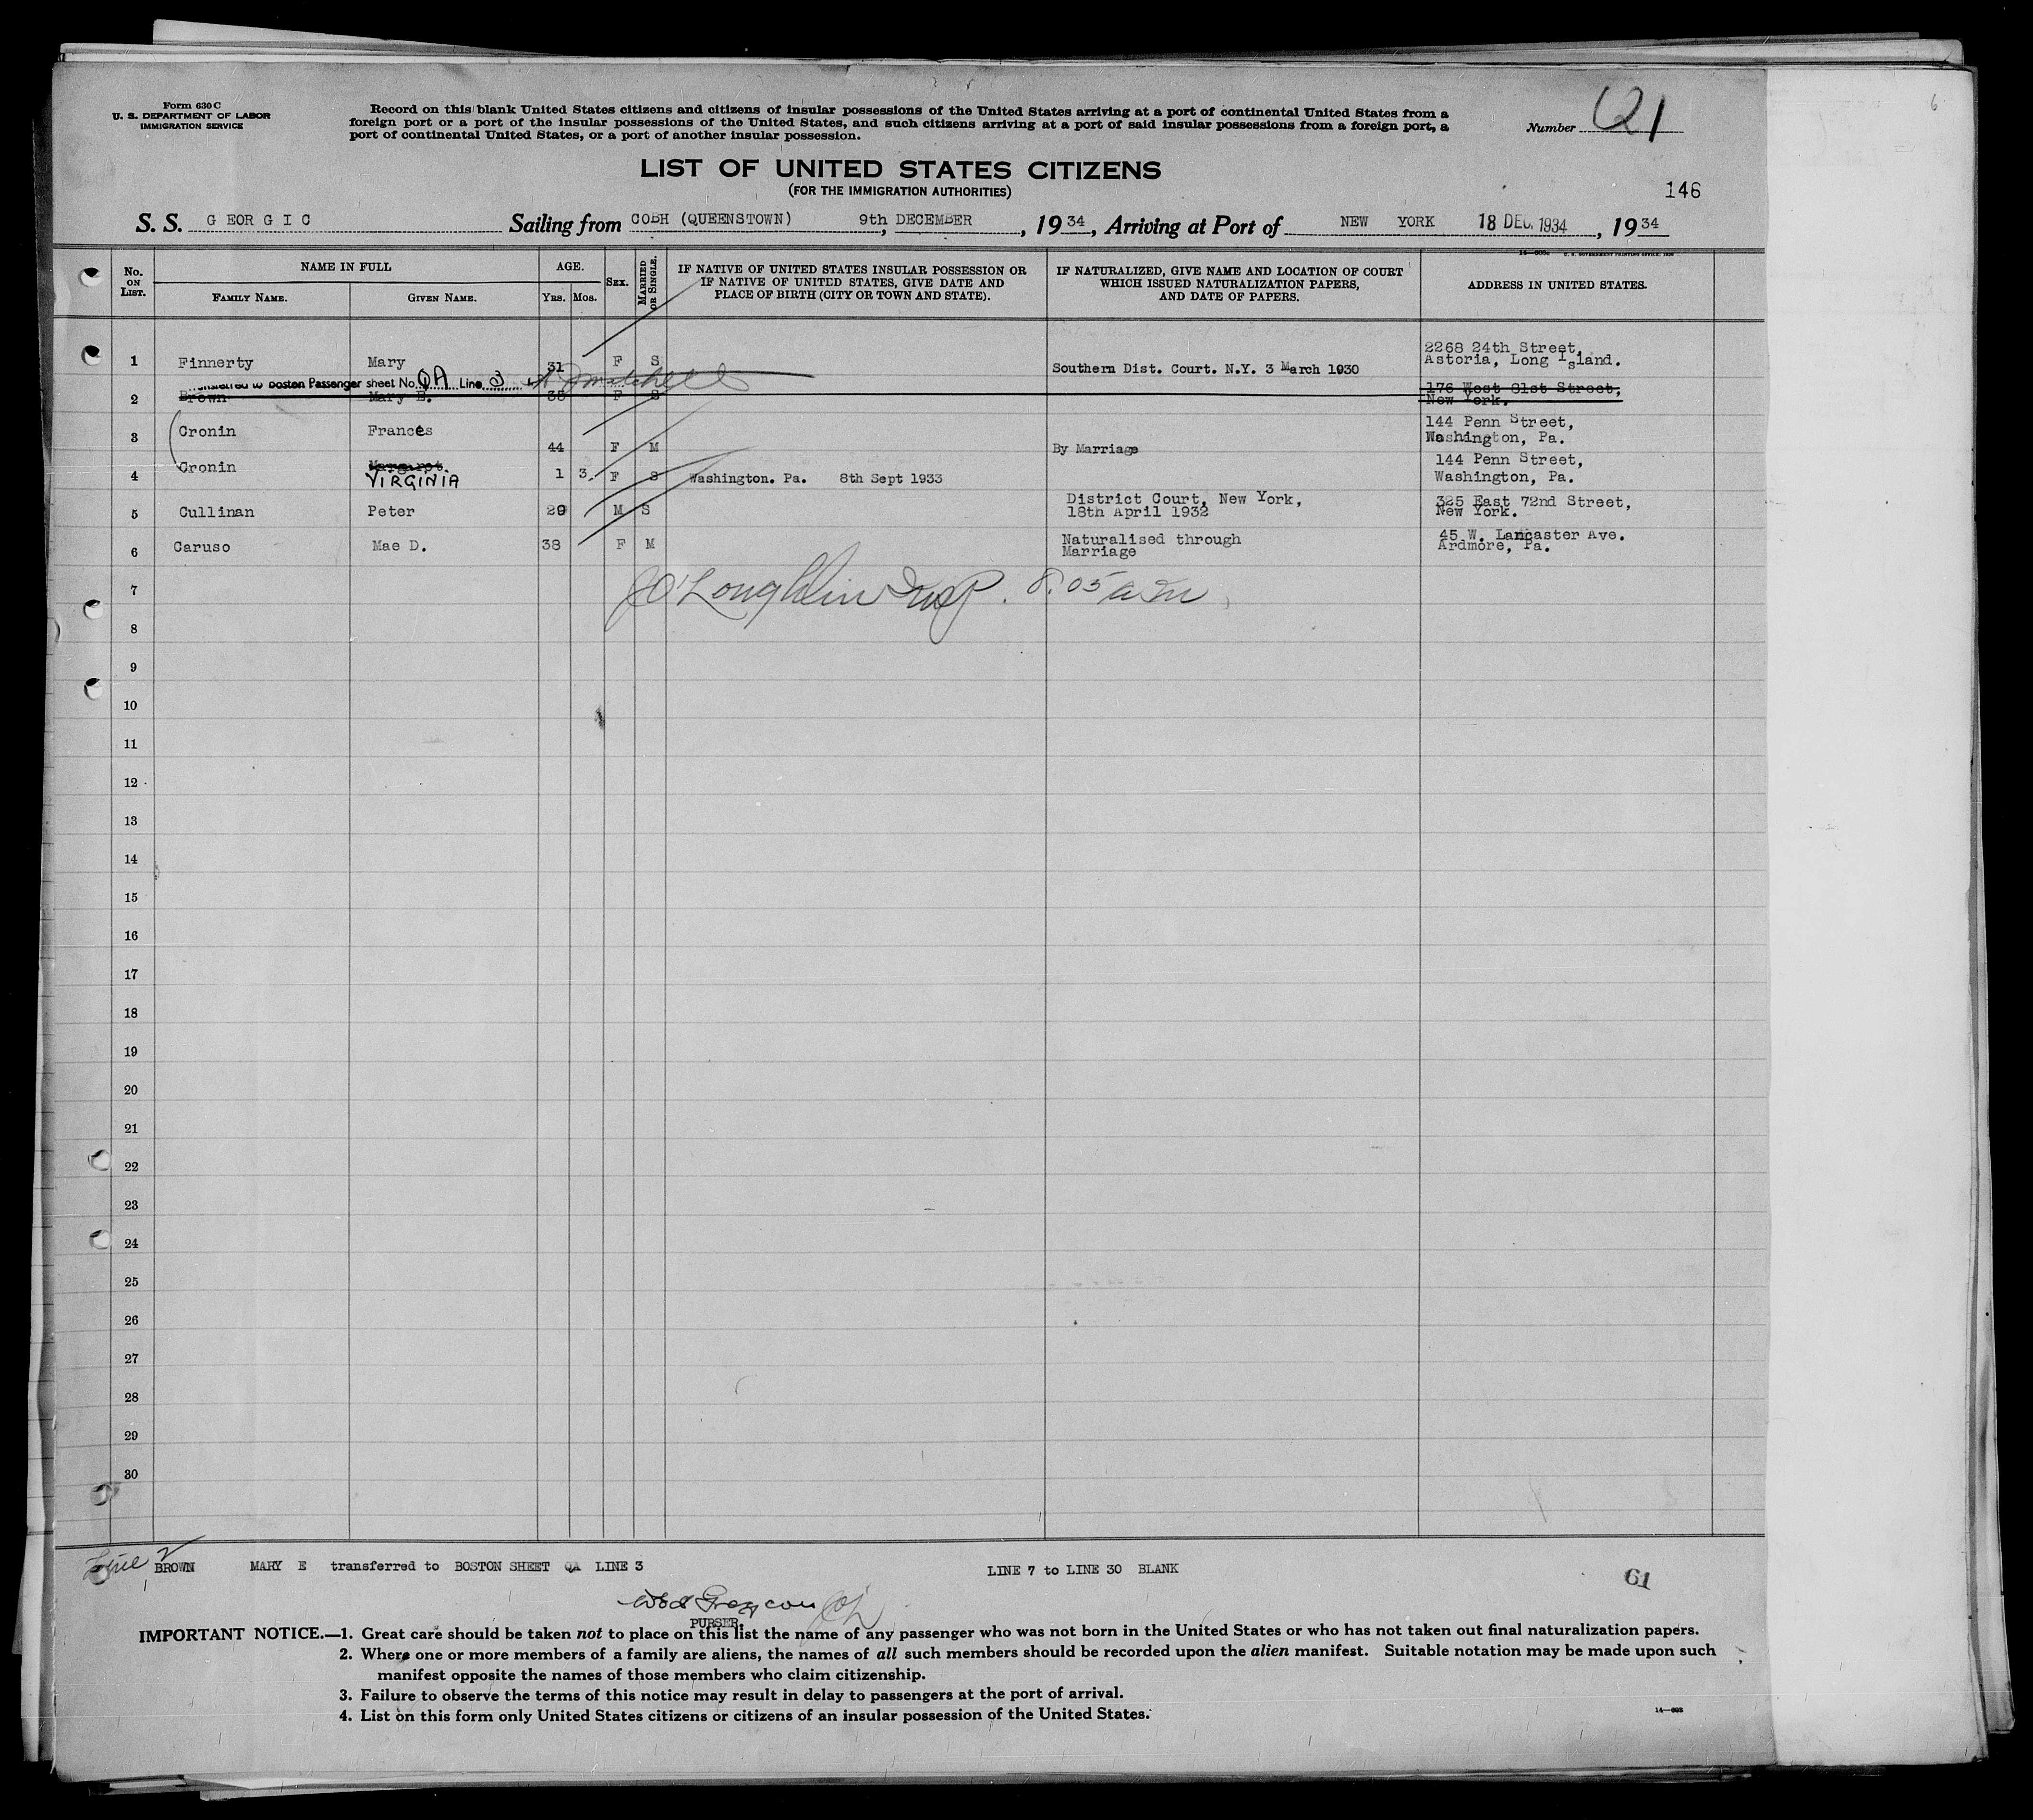 Form 630 C
U. S. DEPARTMENT OF LABOR
IMMIGRATION SERVICE
Record on this blank United States citizens and citizens of insular possessions of the United States arriving at a port of continental United States from a
foreign port or a port of the insular possessions of the United States, and such citizens arriving at a port of said insular possessions from a foreign port, a
port of continental United States, or a port of another insular possession.
Number Q1
LIST OF UNITED STATES CITIZENS
(FOR THE IMMIGRATION AUTHORITIES)
146
S. S. G EOR G I C Sailing from COBH (QUEENSTOWN) 9th, DECEMBER, 19 34, Arriving at Port of NEW YORK 18 DEC. 1934, 19 34
No. ON LIST. NAME IN FULL FAMILY NAME. GIVEN NAME. AGE. YRS. MOS. SEX. MARRIED OR SINGLE.
IF NATIVE OF UNITED STATES INSULAR POSSESSION OR
IF NATIVE OF UNITED STATES, GIVE DATE AND
PLACE OF BIRTH (CITY OR TOWN AND STATE).
IF NATURALIZED, GIVE NAME AND LOCATION OF COURT
WHICH ISSUED NATURALIZATION PAPERS,
AND DATE OF PAPERS.
ADDRESS IN UNITED STATES.
1 Finnerty Mary 31 F S Southern Dist. Court. N.Y. 3 March 1930 2268 24th Street,
Astoria, Long Island.
to Boston Passenger sheet No. QA Line 3
2 Brown Mary E. 38 F S 176 West 81st Street,
New York.
3 Cronin Frances 44 F M By Marriage 144 Penn Street,
Washington, Pa.
4 Cronin Margaret
VIRGINIA 1 3 F S Washington. Pa. 8th Sept 1933 144 Penn Street,
Washington, Pa.
5 Cullinan Peter 29 M S District Court, New York,
18th April 1932 325 East 72nd Street,
New York.
6 Caruso Mae D. 38 F M Naturalised through
Marriage 45 W. Lancaster Ave.
Ardmore, Pa.
7 JO'Loughlin Insp. 8.05 am
8
9
10
11
12
13
14
15
16
17
18
19
20
21
22
23
24
25
26
27
28
29
30
Line 2 BROWN MARY E transferred to BOSTON SHEET QA LINE 3 LINE 7 to LINE 30 BLANK
61
PURSER.
IMPORTANT NOTICE.—1. Great care should be taken not to place on this list the name of any passenger who was not born in the United States or who has not taken out final naturalization papers.
2. Where one or more members of a family are aliens, the names of all such members should be recorded upon the alien manifest. Suitable notation may be made upon such
manifest opposite the names of those members who claim citizenship.
3. Failure to observe the terms of this notice may result in delay to passengers at the port of arrival.
4. List on this form only United States citizens or citizens of an insular possession of the United States.